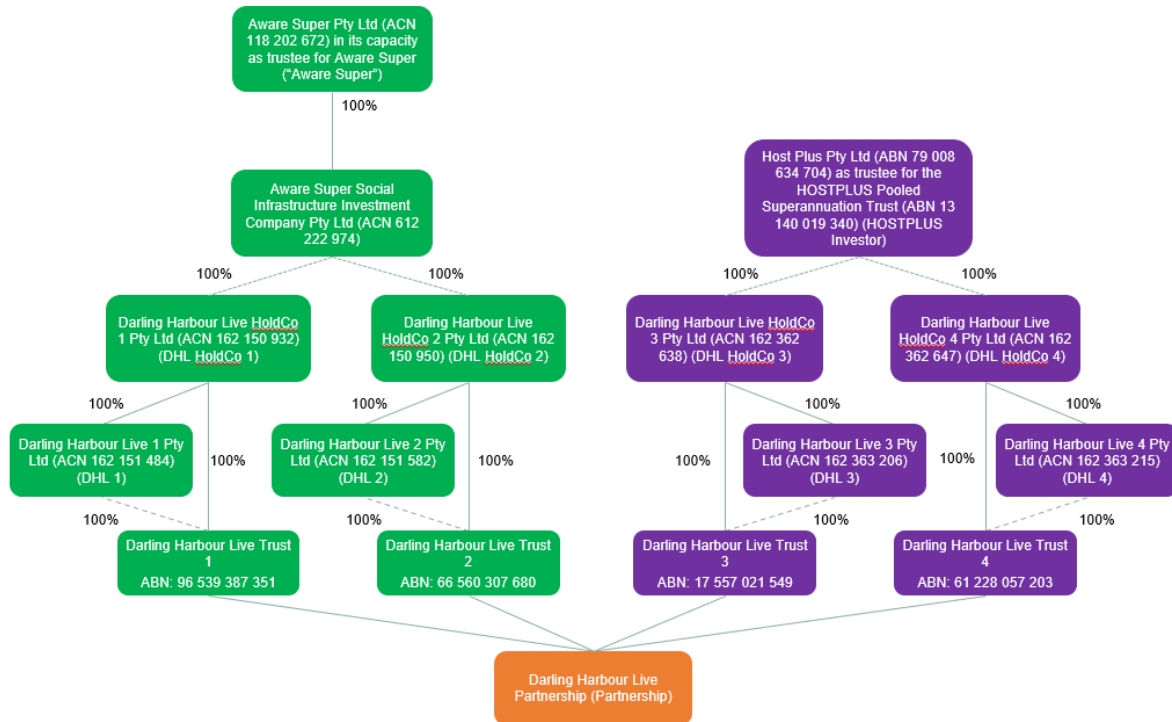 Aware Super Pty Ltd (ACN
118 202 672) in its capacity
as trustee for Aware Super
(“Aware Super”)
100%
Host Plus Pty Ltd (ABN 79 008
634 704) as trustee for the
HOSTPLUS Pooled
Superannuation Trust (ABN 13
140 019 340) (HOSTPLUS
Investor)
Aware Super Social
Infrastructure Investment
Company Pty Ltd (ACN 612
222 974)
100%
100%
100%
100%
Darling Harbour Live HoldCo
1 Pty Ltd (ACN 162 150 932)
(DHL HoldCo 1)
Darling Harbour Live
HoldCo 2 Pty Ltd (ACN 162
150 950) (DHL HoldCo 2)
Darling Harbour Live HoldCo
3 Pty Ltd (ACN 162 362
638) (DHL HoldCo 3)
Darling Harbour Live
HoldCo 4 Pty Ltd (ACN 162
362 647) (DHL HoldCo 4)
100%
100%
100%
100%
Darling Harbour Live 1 Pty
Ltd (ACN 162 151 484)
(DHL 1)
100%
Darling Harbour Live 2 Pty
Ltd (ACN 162 151 582)
(DHL 2)
100%
100%
Darling Harbour Live 3 Pty
Ltd (ACN 162 363 206)
(DHL 3)
100%
Darling Harbour Live 4 Pty
Ltd (ACN 162 363 215)
(DHL 4)
100%
100%
100%
100%
Darling Harbour Live Trust
1
ABN: 96 539 387 351
Darling Harbour Live Trust
2
ABN: 66 560 307 680
Darling Harbour Live Trust
3
ABN: 17 557 021 549
Darling Harbour Live Trust
4
ABN: 61 228 057 203
Darling Harbour Live
Partnership (Partnership)